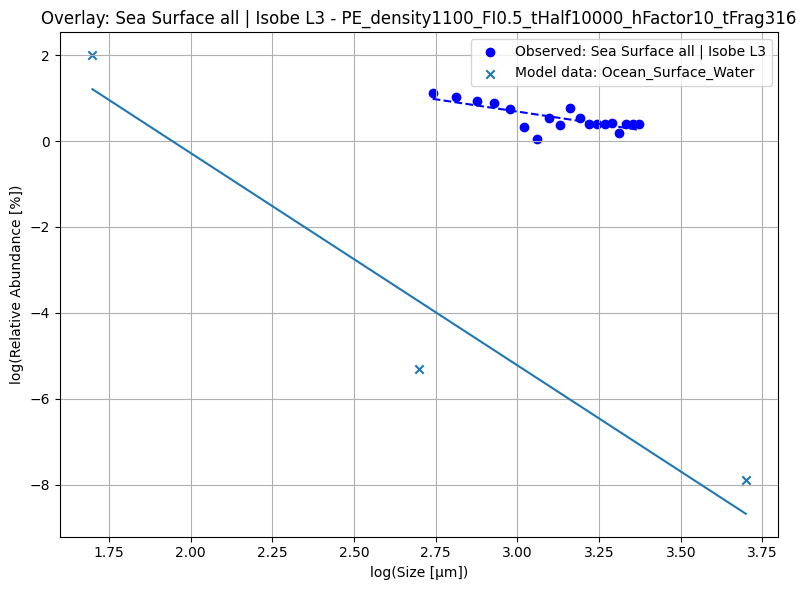 Overlay: Sea Surface all | Isobe L3 - PE_density1100_FI0.5_tHalf10000_hFactor10_tFrag316
Observed: Sea Surface all | Isobe L3
Model data: Ocean_Surface_Water
log(Relative Abundance [%])
2
0
−2
−4
−6
−8
1.75 2.00 2.25 2.50 2.75 3.00 3.25 3.50 3.75
log(Size [μm])